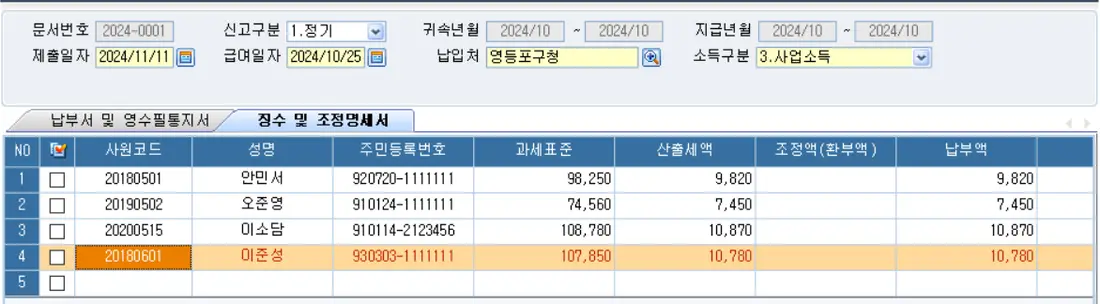 문서번호 2024-0001 신고구분 1.정기 귀속년월 2024/10 ~ 2024/10 지급년월 2024/10 ~ 2024/10
제출일자 2024/11/11 급여일자 2024/10/25 납입처 영등포구청 소득구분 3.사업소득
납부서 및 영수필통지서 징수 및 조정명세서
NO 사원코드 성명 주민등록번호 과세표준 산출세액 조정액(환부액) 납부액
1 20180501 안민서 920720-1111111 98,250 9,820 9,820
2 20190502 오준영 910124-1111111 74,560 7,450 7,450
3 20200515 이소담 910114-2123456 108,780 10,870 10,870
4 20180601 이준성 930303-1111111 107,850 10,780 10,780
5